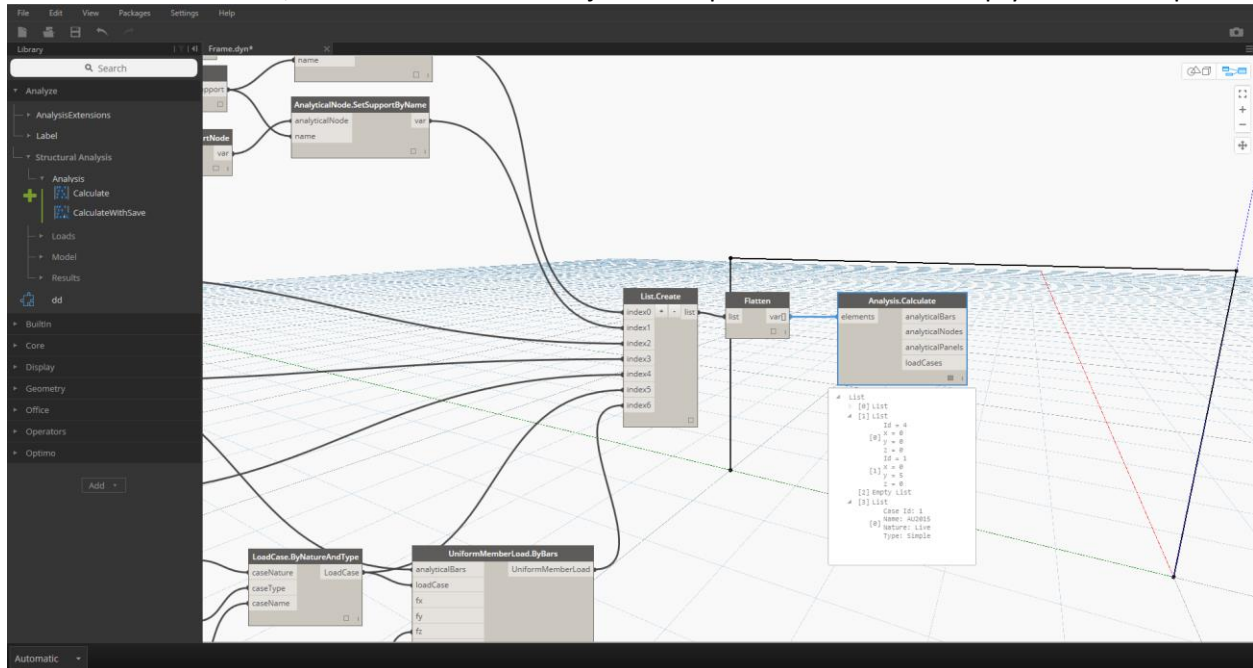 File Edit View Packages Settings Help
Library
Frame.dyn*
Search
Analyze
AnalysisExtensions
Label
Structural Analysis
Analysis
Calculate
CalculateWithSave
Loads
Model
Results
dd
Builtin
Core
Display
Geometry
Office
Operators
Optimo
Add
Automatic
name
pport
rtNode
var
AnalyticalNode.SetSupportByName
analyticalNode var
name
List.Create
index0 + - list
index1
index2
index3
index4
index5
index6
Flatten
list var[]
Analysis.Calculate
elements analyticalBars
analyticalNodes
analyticalPanels
loadCases
List
[0] List
[1] List
Id = 4
X = 0
[0] y = 0
z = 0
Id = 1
X = 0
[1] y = 5
z = 0
[2] Empty List
[3] List
Case Id: 1
Name: AU2015
[0] Nature: Live
Type: Simple
LoadCase.ByNatureAndType
caseNature LoadCase
caseType
caseName
UniformMemberLoad.ByBars
analyticalBars UniformMemberLoad
loadCase
fx
fy
fz